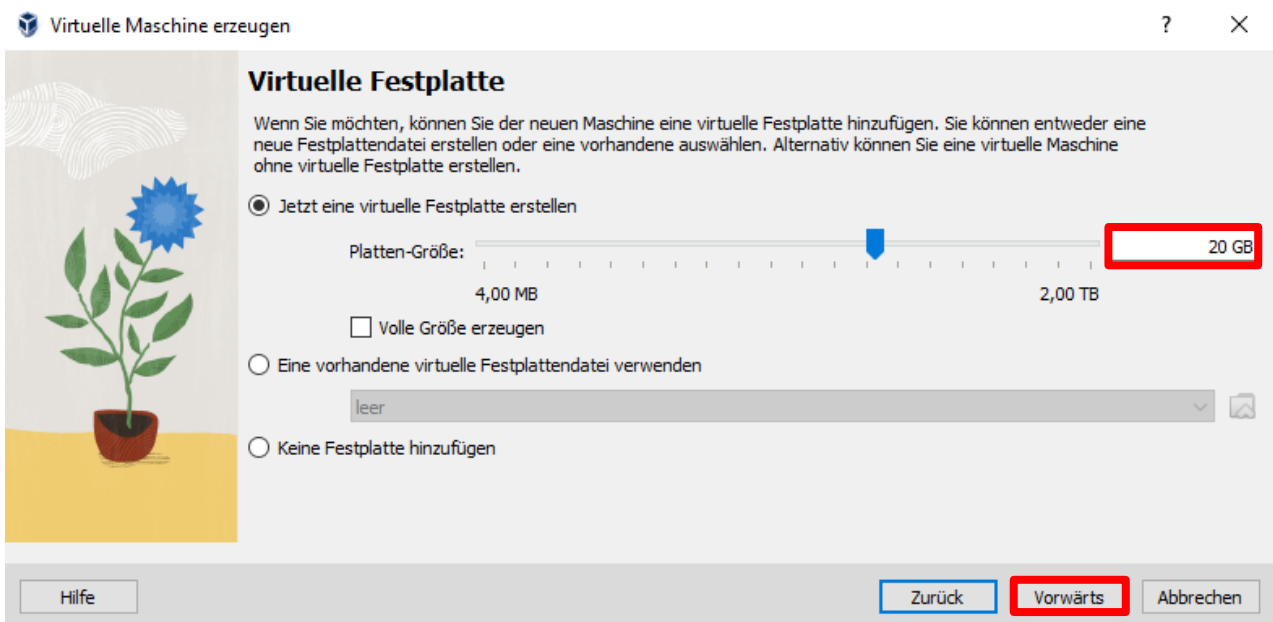 Virtuelle Maschine erzeugen
?
Virtuelle Festplatte
Wenn Sie möchten, können Sie der neuen Maschine eine virtuelle Festplatte hinzufügen. Sie können entweder eine
neue Festplattendatei erstellen oder eine vorhandene auswählen. Alternativ können Sie eine virtuelle Maschine
ohne virtuelle Festplatte erstellen.
Jetzt eine virtuelle Festplatte erstellen
Platten-Größe: 20 GB
4,00 MB 2,00 TB
Volle Größe erzeugen
Eine vorhandene virtuelle Festplattendatei verwenden
leer
Keine Festplatte hinzufügen
Hilfe Zurück Vorwärts Abbrechen